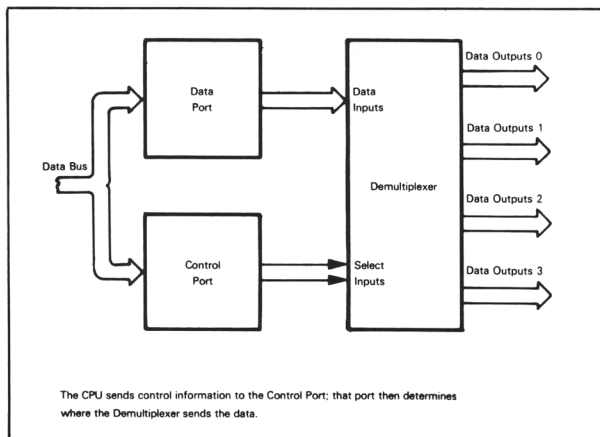 Data Bus
Data
Port
Control
Port
Data
Inputs
Demultiplexer
Select
Inputs
Data Outputs 0
Data Outputs 1
Data Outputs 2
Data Outputs 3
The CPU sends control information to the Control Port; that port then determines
where the Demultiplexer sends the data.